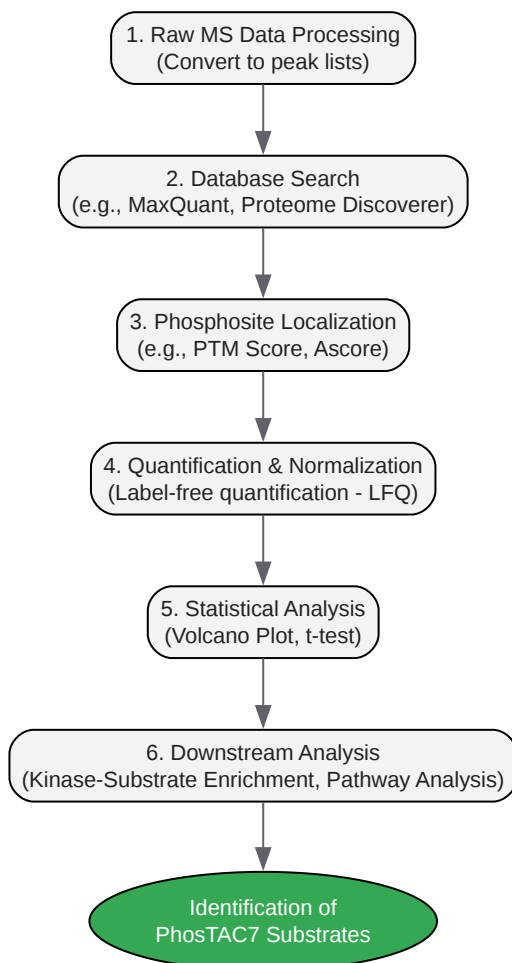 1. Raw MS Data Processing
(Convert to peak lists)
2. Database Search
(e.g., MaxQuant, Proteome Discoverer)
3. Phosphosite Localization
(e.g., PTM Score, Ascore)
4. Quantification & Normalization
(Label-free quantification - LFQ)
5. Statistical Analysis
(Volcano Plot, t-test)
6. Downstream Analysis
(Kinase-Substrate Enrichment, Pathway Analysis)
Identification of
PhosTAC7 Substrates